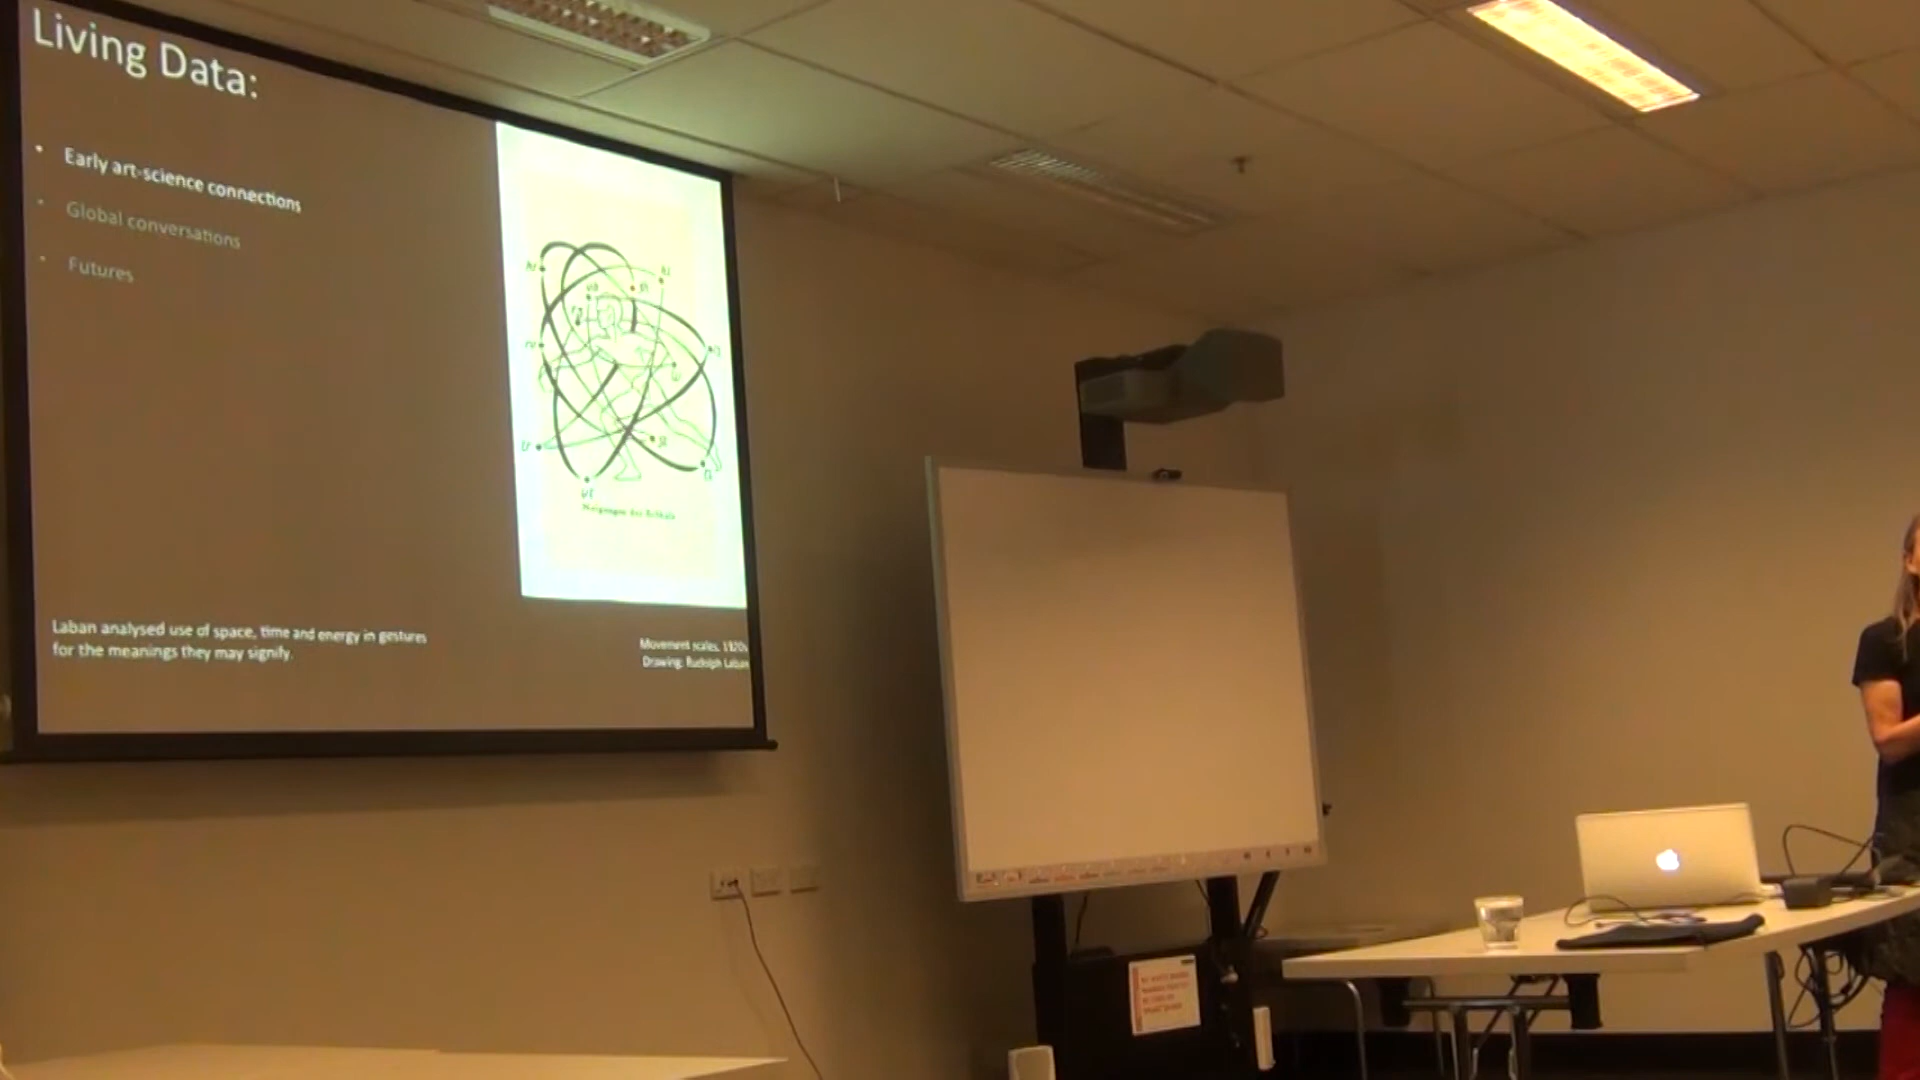 Living Data:
Early art-science connections
Global conversations
Futures
Laban analysed use of space, time and energy in gestures
for the meanings they may signify.
Movement scales, 1920s
Drawing: Rudolph Laban